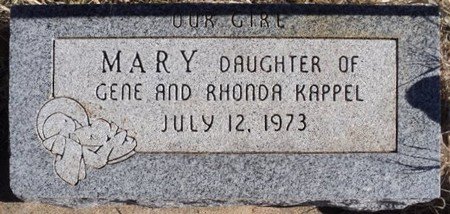 OUR GIRL
MARY DAUGHTER OF
GENE AND RHONDA KAPPEL
JULY 12, 1973